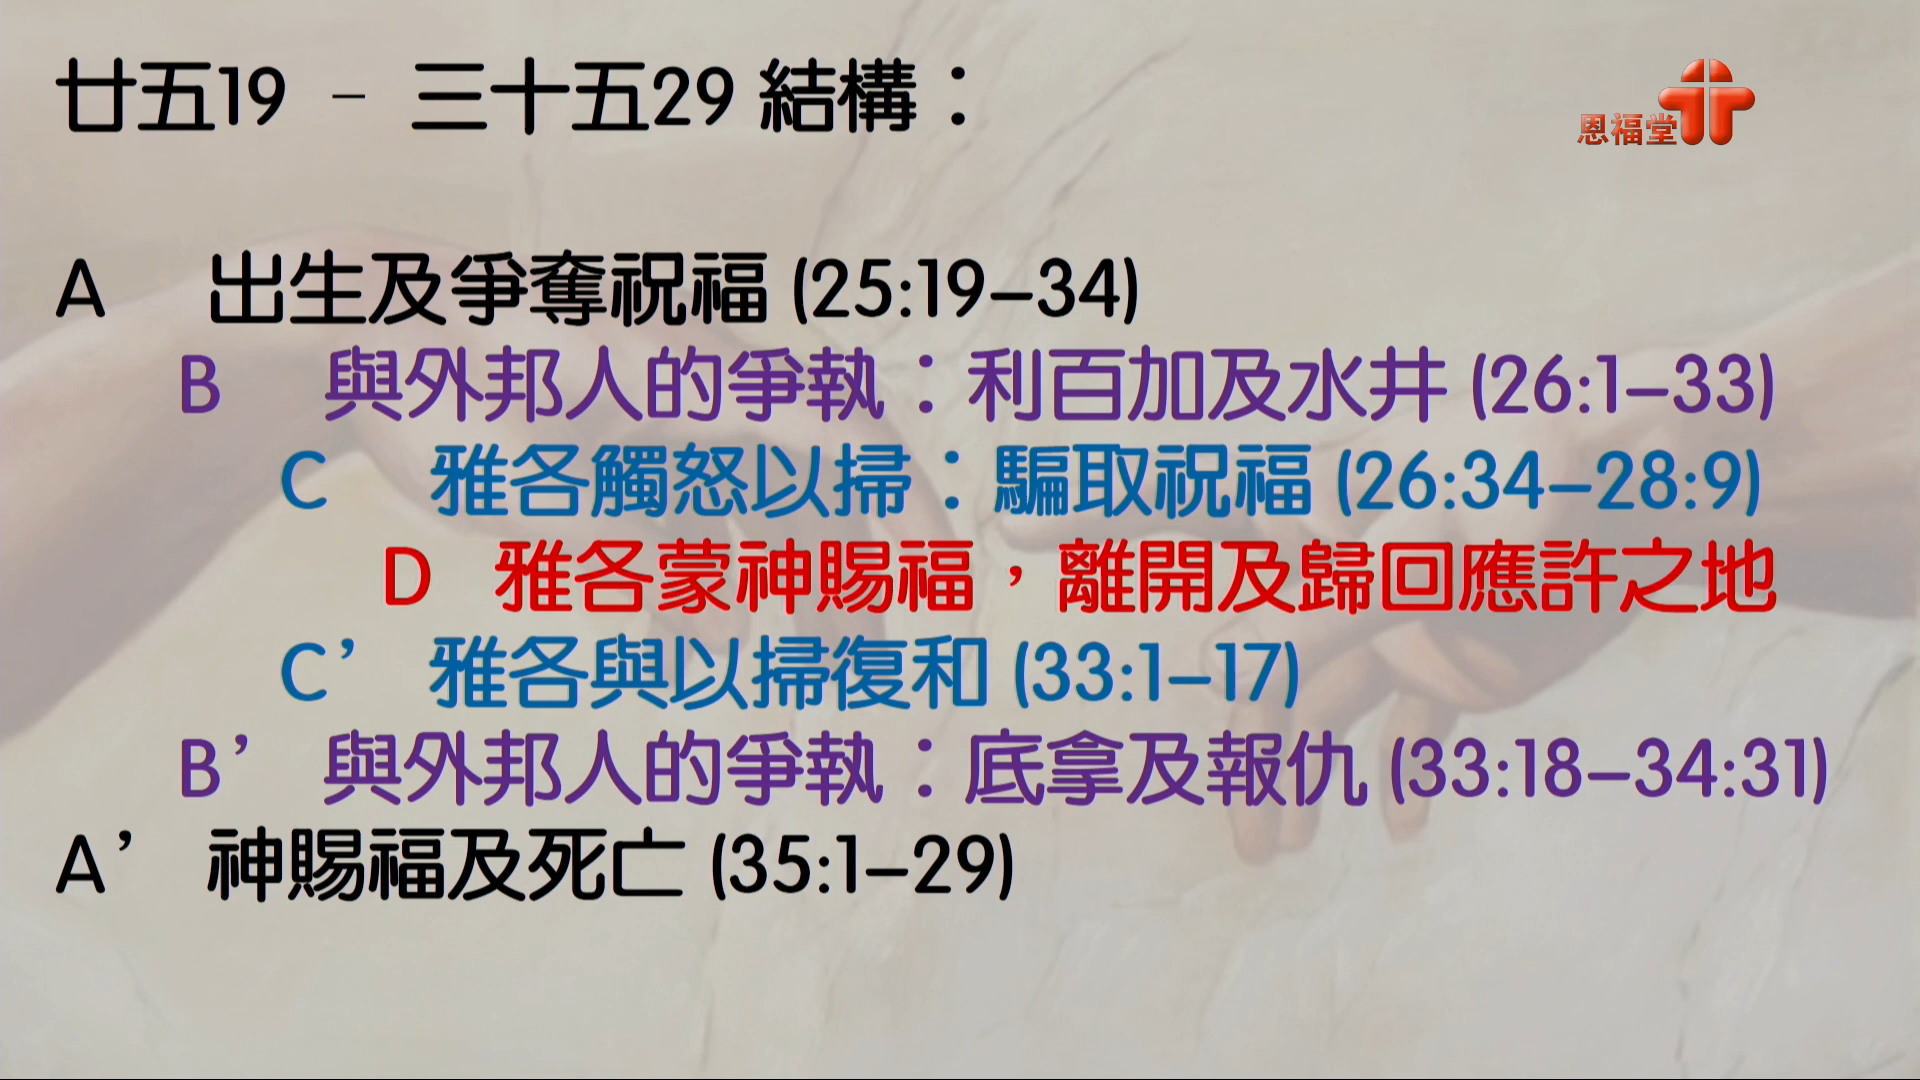 廿五19 – 三十五29 結構：
恩福堂
A 出生及爭奪祝福 (25:19–34)
B 與外邦人的爭執：利百加及水井 (26:1–33)
C 雅各觸怒以掃：騙取祝福 (26:34–28:9)
D 雅各蒙神賜福，離開及歸回應許之地
C’ 雅各與以掃復和 (33:1–17)
B’ 與外邦人的爭執：底拿及報仇 (33:18–34:31)
A’ 神賜福及死亡 (35:1–29)